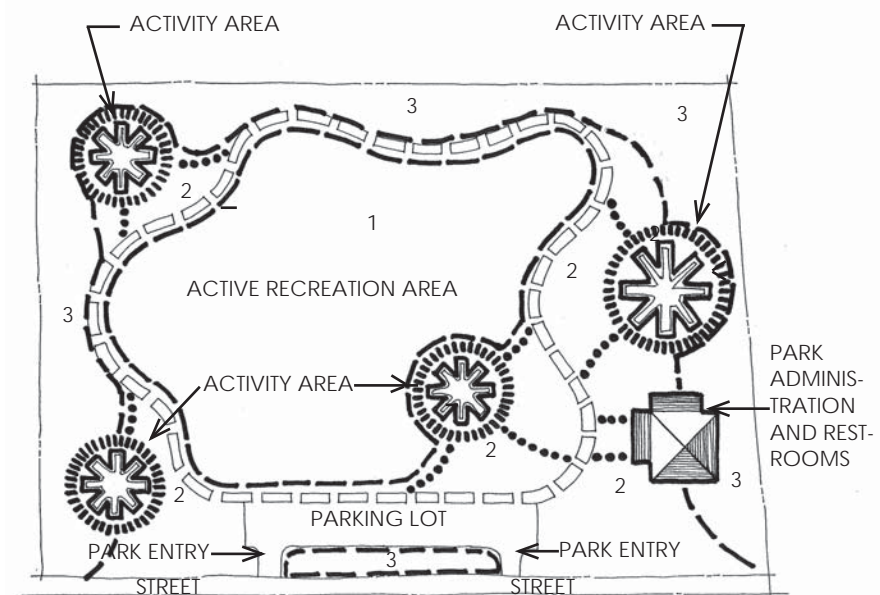 ACTIVITY AREA
ACTIVITY AREA
3
3
2
1
2
2
ACTIVE RECREATION AREA
3
PARK
ADMINIS-
TRATION
AND REST-
ROOMS
ACTIVITY AREA
2
2
2
3
PARKING LOT
PARK ENTRY
3
PARK ENTRY
STREET
STREET